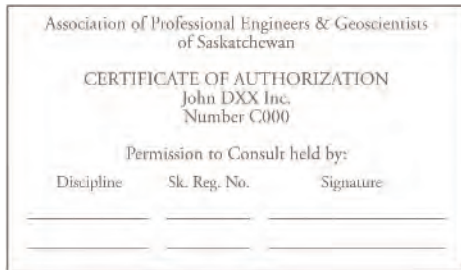 Association of Professional Engineers & Geoscientists
of Saskatchewan
CERTIFICATE OF AUTHORIZATION
John DXX Inc.
Number C000
Permission to Consult held by:
Discipline Sk. Reg. No. Signature